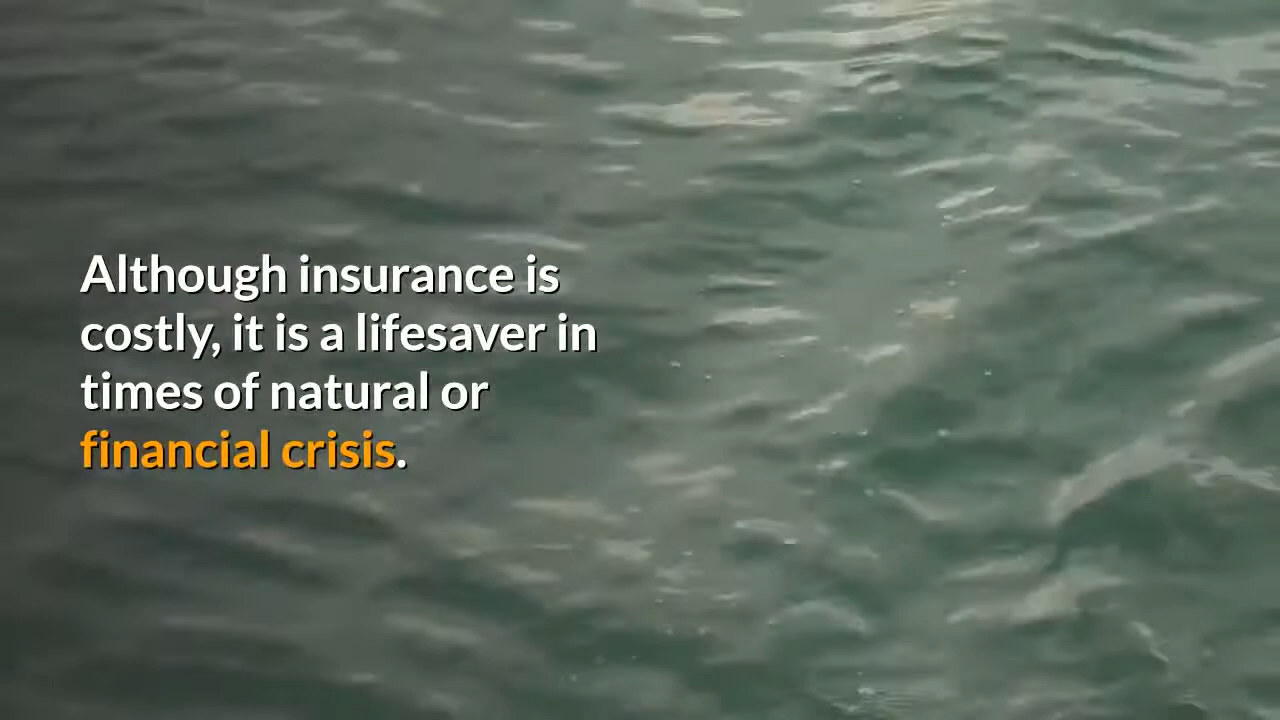 Although insurance is
costly, it is a lifesaver in
times of natural or
financial crisis.